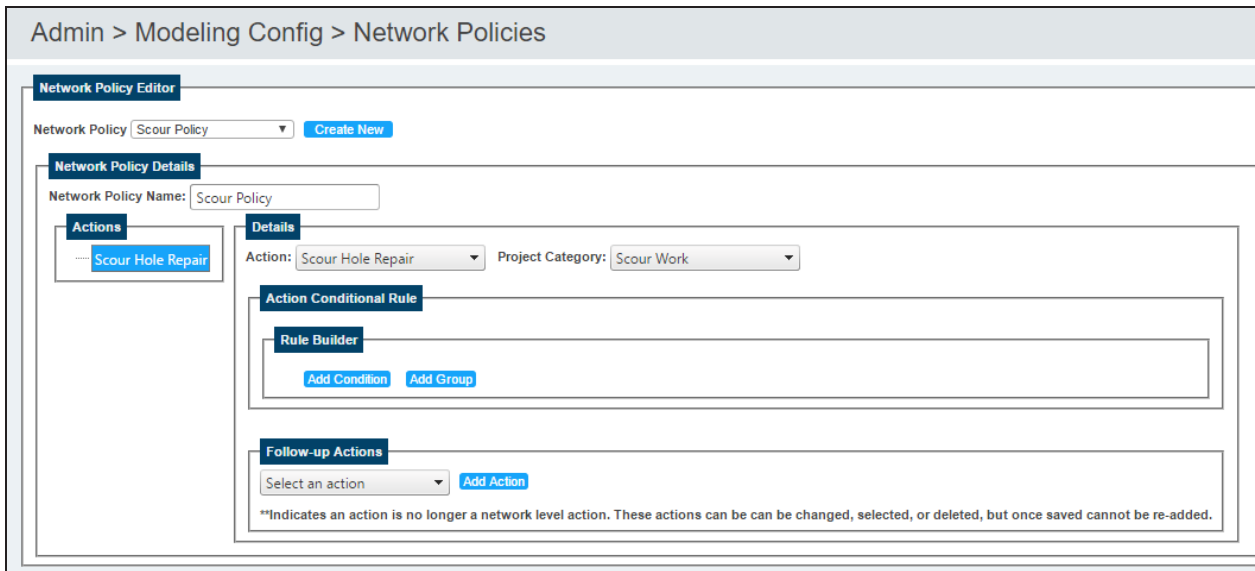 Admin > Modeling Config > Network Policies
Network Policy Editor
Network Policy Scour Policy Create New
Network Policy Details
Network Policy Name: Scour Policy
Actions
Scour Hole Repair
Details
Action: Scour Hole Repair Project Category: Scour Work
Action Conditional Rule
Rule Builder
Add Condition Add Group
Follow-up Actions
Select an action Add Action
**Indicates an action is no longer a network level action. These actions can be can be changed, selected, or deleted, but once saved cannot be re-added.